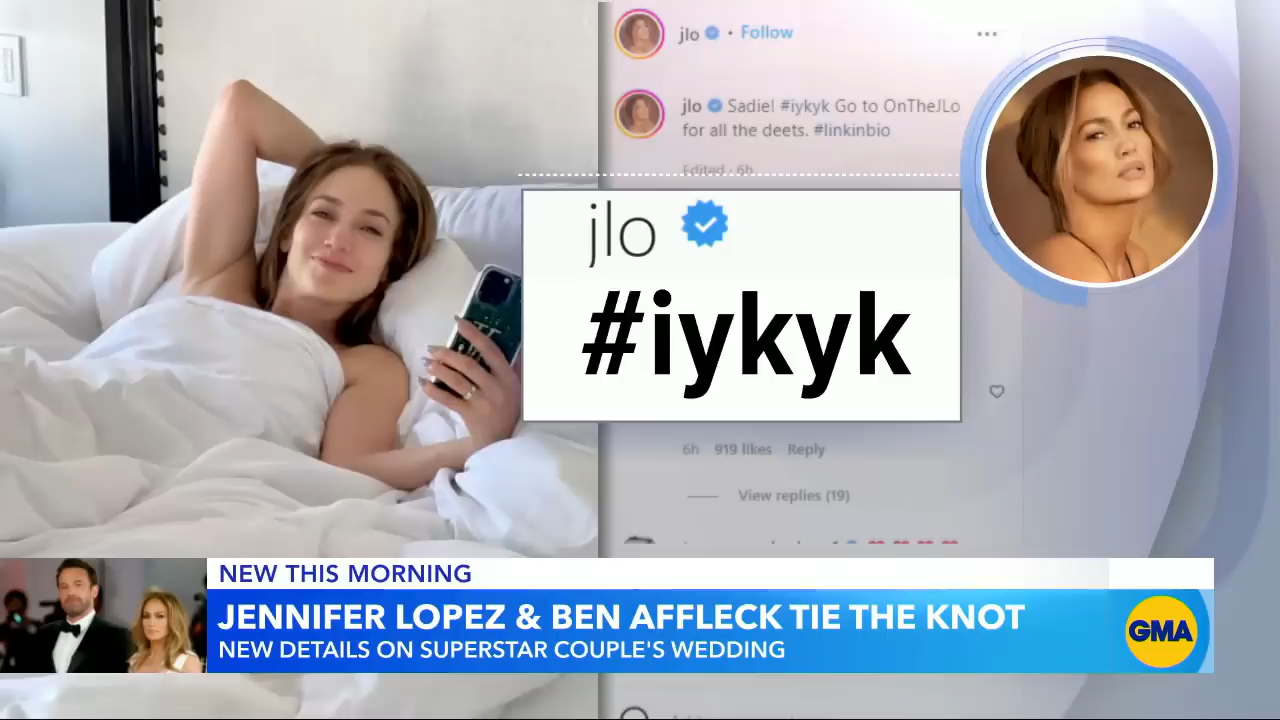 jlo • Follow
jlo Sadie! #iykyk Go to OnTheJLo
for all the deets. #linkinbio
Edited · 6h
jlo
#iykyk
6h 919 likes Reply
View replies (19)
NEW THIS MORNING
JENNIFER LOPEZ & BEN AFFLECK TIE THE KNOT
NEW DETAILS ON SUPERSTAR COUPLE'S WEDDING
GMA